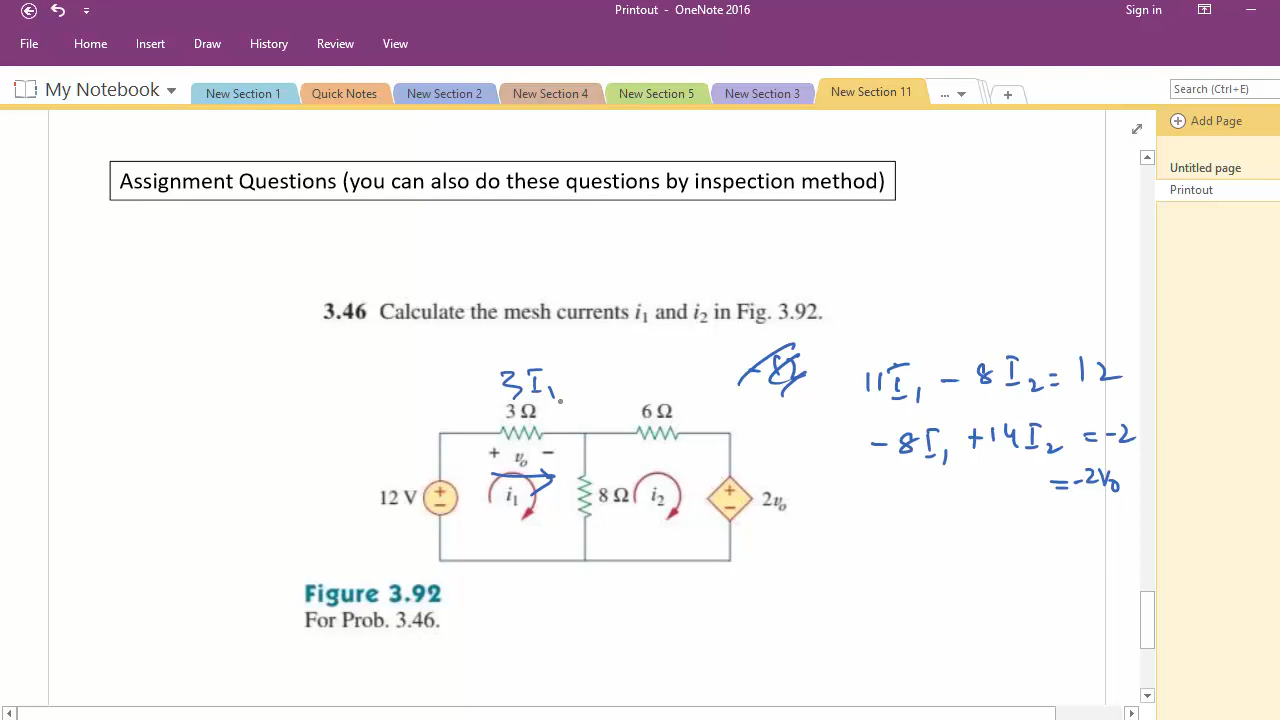 Printout - OneNote 2016
Sign in
File Home Insert Draw History Review View
My Notebook
New Section 1 Quick Notes New Section 2 New Section 4 New Section 5 New Section 3 New Section 11 ...
Search (Ctrl+E)
Add Page
Untitled page
Printout
Assignment Questions (you can also do these questions by inspection method)
3.46 Calculate the mesh currents i₁ and i₂ in Fig. 3.92.
3I₁
11I₁ - 8I₂ = 12
-8I₁ + 14I₂ = -2
= -2V₀
3 Ω 6 Ω
+ vₒ −
12 V + − i₁ 8 Ω i₂ + − 2vₒ
Figure 3.92
For Prob. 3.46.